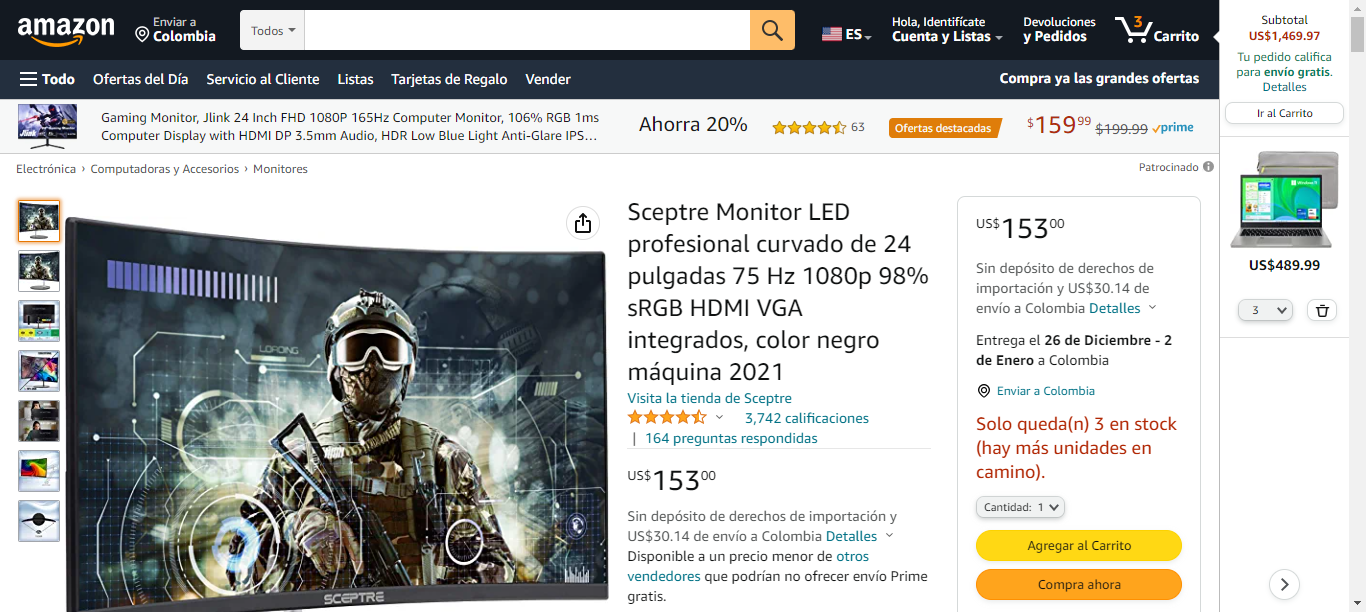 amazon
Enviar a
Colombia
Todos
ES
Hola, Identifícate
Cuenta y Listas
Devoluciones
y Pedidos
3
Carrito
Subtotal
US$1,469.97
Tu pedido califica
para envío gratis.
Detalles
Ir al Carrito
Todo
Ofertas del Día
Servicio al Cliente
Listas
Tarjetas de Regalo
Vender
Compra ya las grandes ofertas
Gaming Monitor, Jlink 24 Inch FHD 1080P 165Hz Computer Monitor, 106% RGB 1ms
Computer Display with HDMI DP 3.5mm Audio, HDR Low Blue Light Anti-Glare IPS...
Ahorra 20%
63
Ofertas destacadas
$15999
$199.99
prime
Electrónica › Computadoras y Accesorios › Monitores
Patrocinado
Sceptre Monitor LED
profesional curvado de 24
pulgadas 75 Hz 1080p 98%
sRGB HDMI VGA
integrados, color negro
máquina 2021
Visita la tienda de Sceptre
3,742 calificaciones
| 164 preguntas respondidas
US$15300
Sin depósito de derechos de importación y
US$30.14 de envío a Colombia Detalles
Disponible a un precio menor de otros
vendedores que podrían no ofrecer envío Prime
gratis.
SCEPTRE
US$15300
Sin depósito de derechos de
importación y US$30.14 de
envío a Colombia Detalles
Entrega el 26 de Diciembre - 2
de Enero a Colombia
Enviar a Colombia
Solo queda(n) 3 en stock
(hay más unidades en
camino).
Cantidad: 1
Agregar al Carrito
Compra ahora
US$489.99
3